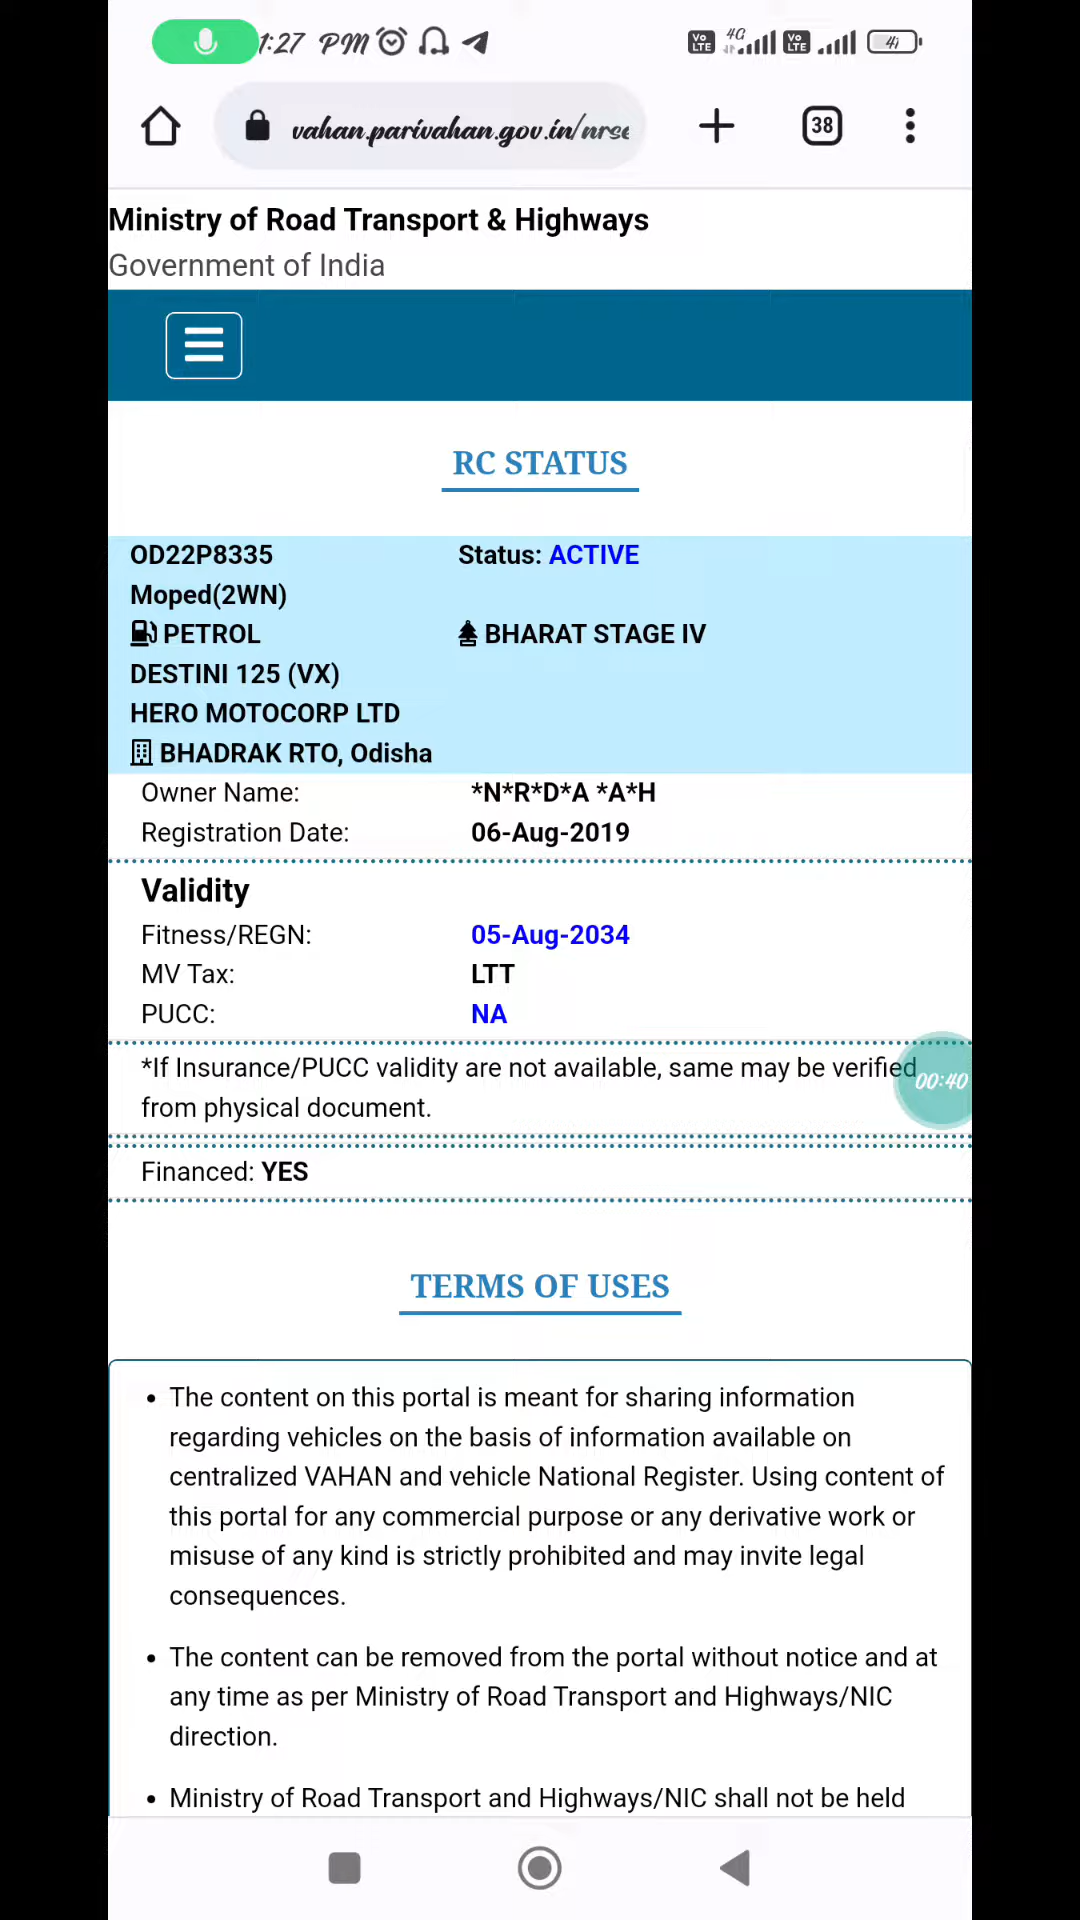 1:27 PM Vo LTE 4G Vo LTE 41
vahan.parivahan.gov.in/nrse 38
Ministry of Road Transport & Highways
Government of India
RC STATUS
OD22P8335 Status: ACTIVE
Moped(2WN)
PETROL BHARAT STAGE IV
DESTINI 125 (VX)
HERO MOTOCORP LTD
BHADRAK RTO, Odisha
Owner Name: *N*R*D*A *A*H
Registration Date: 06-Aug-2019
Validity
Fitness/REGN: 05-Aug-2034
MV Tax: LTT
PUCC: NA
*If Insurance/PUCC validity are not available, same may be verified
00:40
from physical document.
Financed: YES
TERMS OF USES
• The content on this portal is meant for sharing information
regarding vehicles on the basis of information available on
centralized VAHAN and vehicle National Register. Using content of
this portal for any commercial purpose or any derivative work or
misuse of any kind is strictly prohibited and may invite legal
consequences.
• The content can be removed from the portal without notice and at
any time as per Ministry of Road Transport and Highways/NIC
direction.
• Ministry of Road Transport and Highways/NIC shall not be held